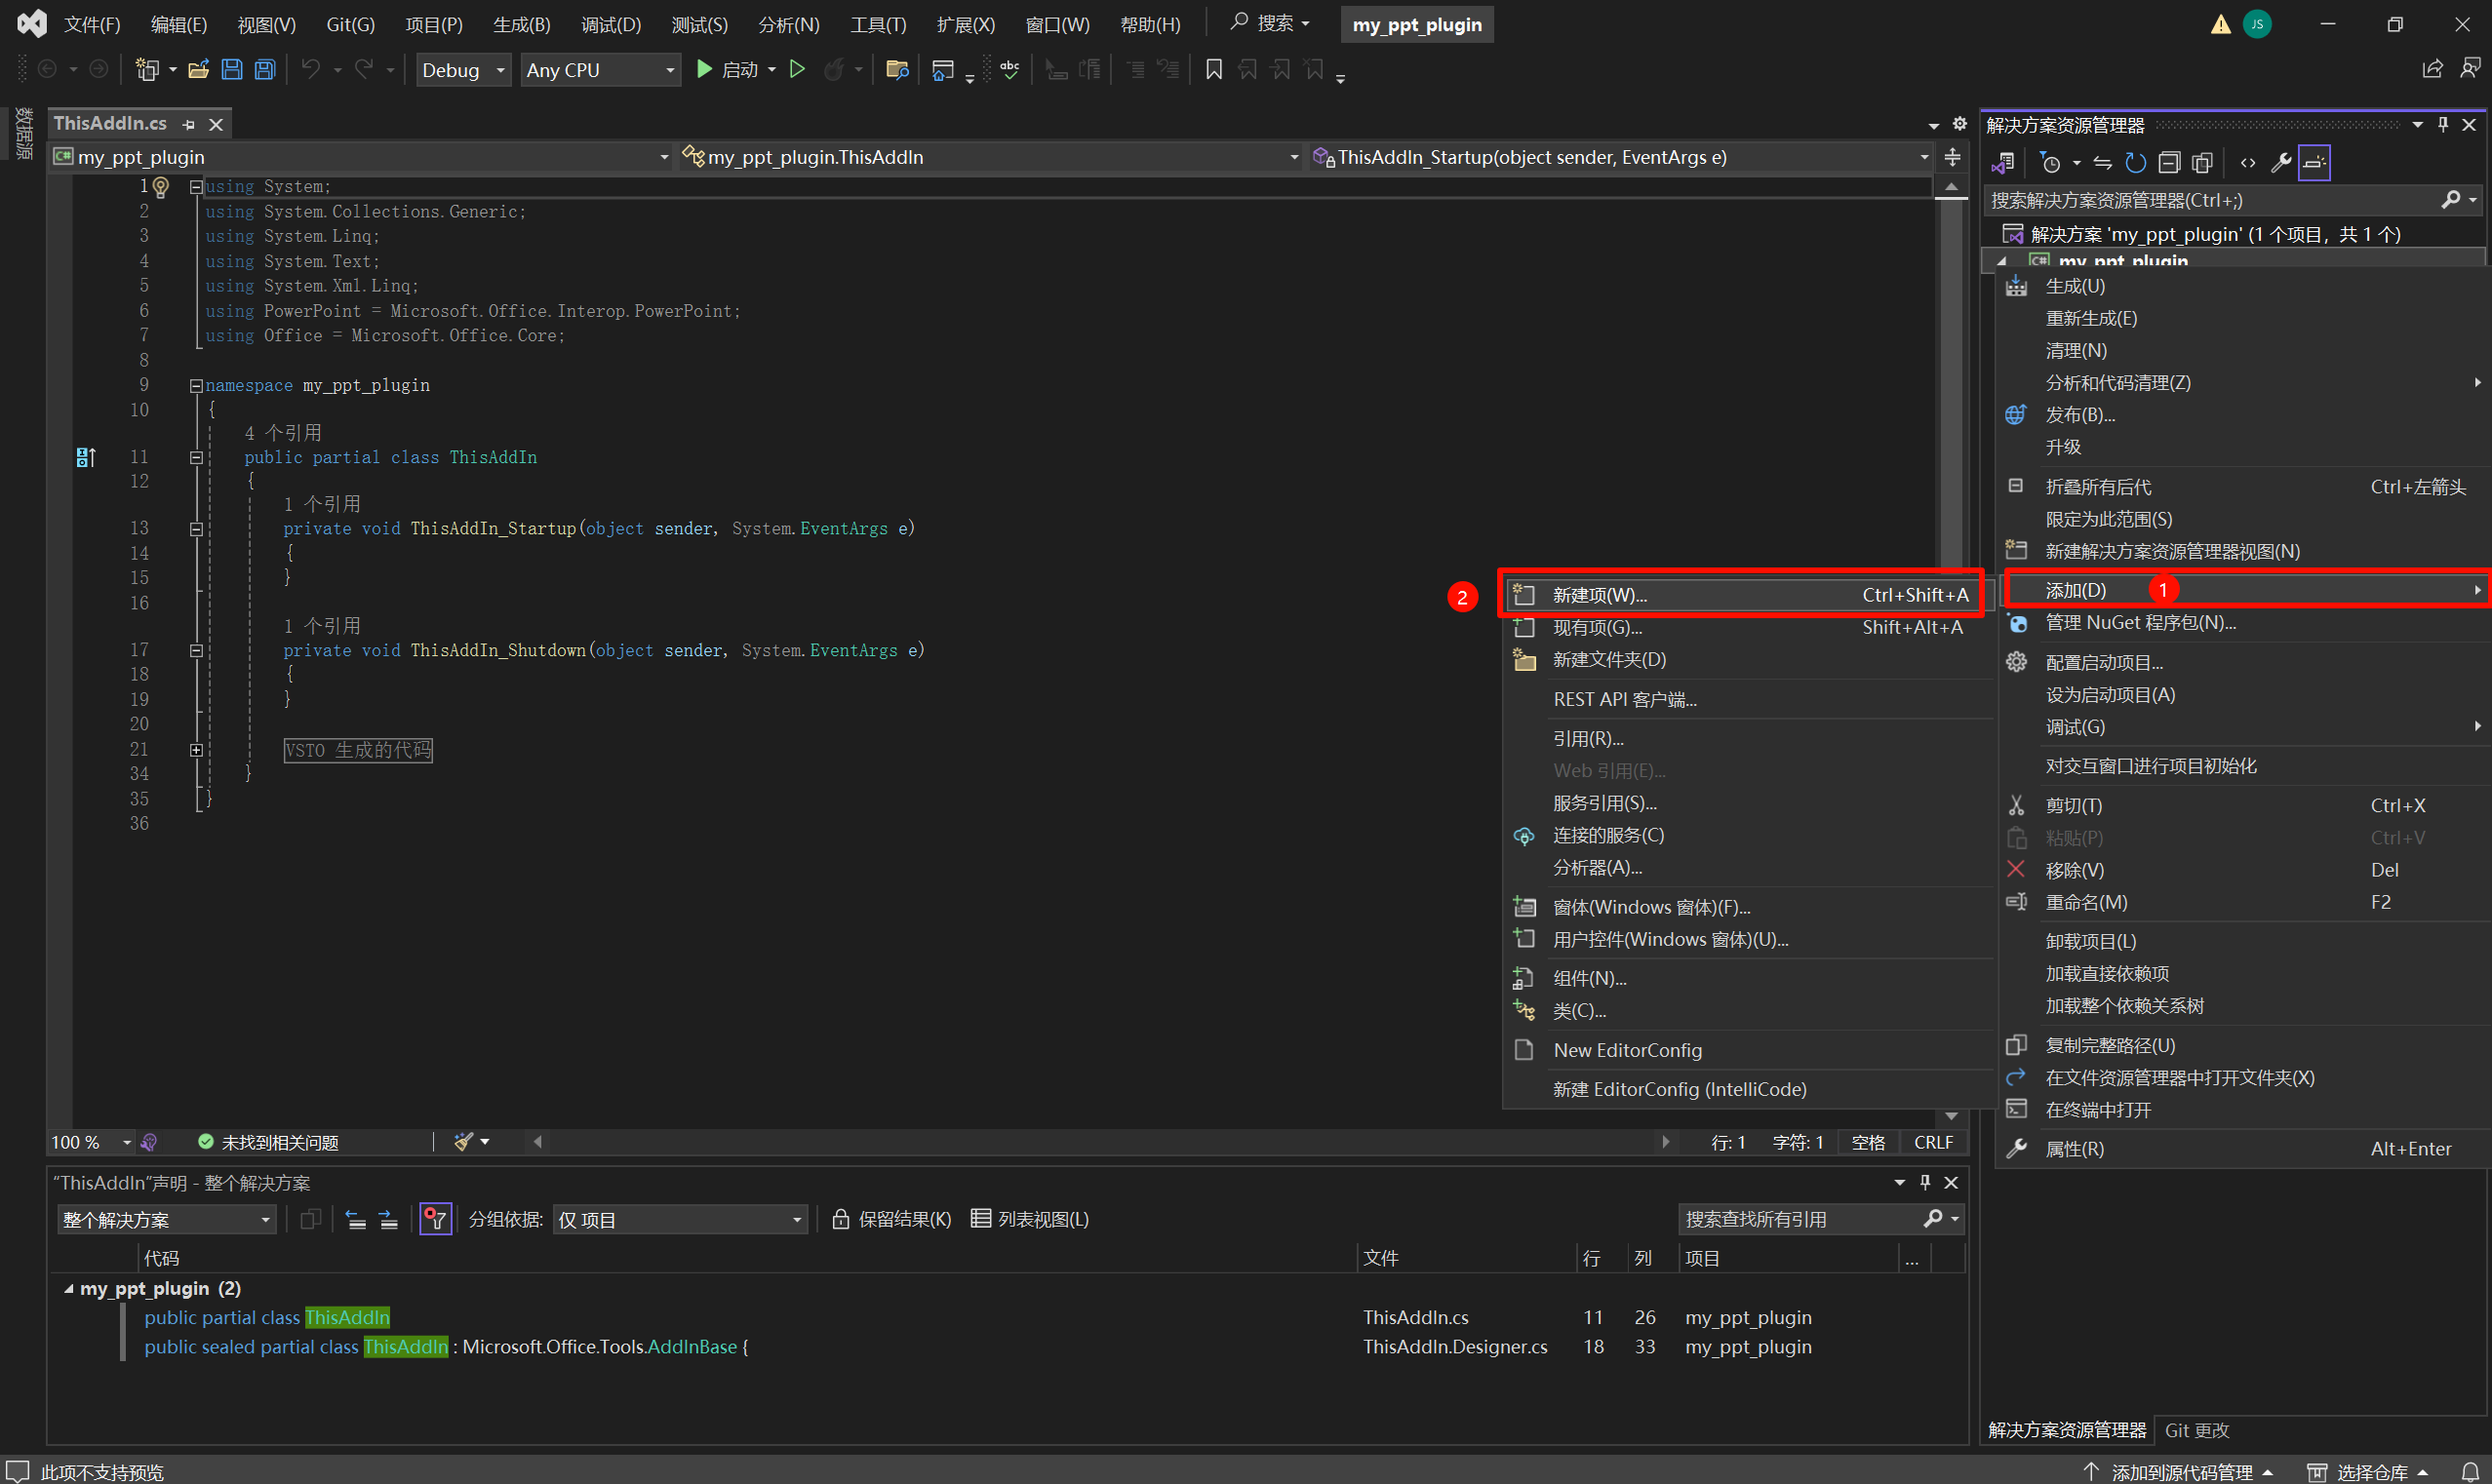 文件(F) 编辑(E) 视图(V) Git(G) 项目(P) 生成(B) 调试(D) 测试(S) 分析(N) 工具(T) 扩展(X) 窗口(W) 帮助(H) 搜索 my_ppt_plugin JS
Debug Any CPU 启动 abc
数据源
ThisAddIn.cs
my_ppt_plugin my_ppt_plugin.ThisAddIn ThisAddIn_Startup(object sender, EventArgs e)
1 using System;
2 using System.Collections.Generic;
3 using System.Linq;
4 using System.Text;
5 using System.Xml.Linq;
6 using PowerPoint = Microsoft.Office.Interop.PowerPoint;
7 using Office = Microsoft.Office.Core;
8
9 namespace my_ppt_plugin
10 {
4 个引用
11 public partial class ThisAddIn
12 {
1 个引用
13 private void ThisAddIn_Startup(object sender, System.EventArgs e)
14 {
15 }
16
1 个引用
17 private void ThisAddIn_Shutdown(object sender, System.EventArgs e)
18 {
19 }
20
21 VSTO 生成的代码
34 }
35 }
36
2
新建项(W)... Ctrl+Shift+A
现有项(G)... Shift+Alt+A
新建文件夹(D)
REST API 客户端...
引用(R)...
Web 引用(E)...
服务引用(S)...
连接的服务(C)
分析器(A)...
窗体(Windows 窗体)(F)...
用户控件(Windows 窗体)(U)...
组件(N)...
类(C)...
New EditorConfig
新建 EditorConfig (IntelliCode)
解决方案资源管理器
搜索解决方案资源管理器(Ctrl+;)
解决方案 'my_ppt_plugin' (1 个项目，共 1 个)
my_ppt_plugin
生成(U)
重新生成(E)
清理(N)
分析和代码清理(Z)
发布(B)...
升级
折叠所有后代 Ctrl+左箭头
限定为此范围(S)
新建解决方案资源管理器视图(N)
添加(D) 1
管理 NuGet 程序包(N)...
配置启动项目...
设为启动项目(A)
调试(G)
对交互窗口进行项目初始化
剪切(T) Ctrl+X
粘贴(P) Ctrl+V
移除(V) Del
重命名(M) F2
卸载项目(L)
加载直接依赖项
加载整个依赖关系树
复制完整路径(U)
在文件资源管理器中打开文件夹(X)
在终端中打开
属性(R) Alt+Enter
100 % 未找到相关问题 行: 1 字符: 1 空格 CRLF
“ThisAddIn”声明 - 整个解决方案
整个解决方案 分组依据: 仅 项目 保留结果(K) 列表视图(L) 搜索查找所有引用
代码 文件 行 列 项目 ...
my_ppt_plugin (2)
public partial class ThisAddIn ThisAddIn.cs 11 26 my_ppt_plugin
public sealed partial class ThisAddIn : Microsoft.Office.Tools.AddInBase { ThisAddIn.Designer.cs 18 33 my_ppt_plugin
解决方案资源管理器 Git 更改
此项不支持预览 添加到源代码管理 选择仓库